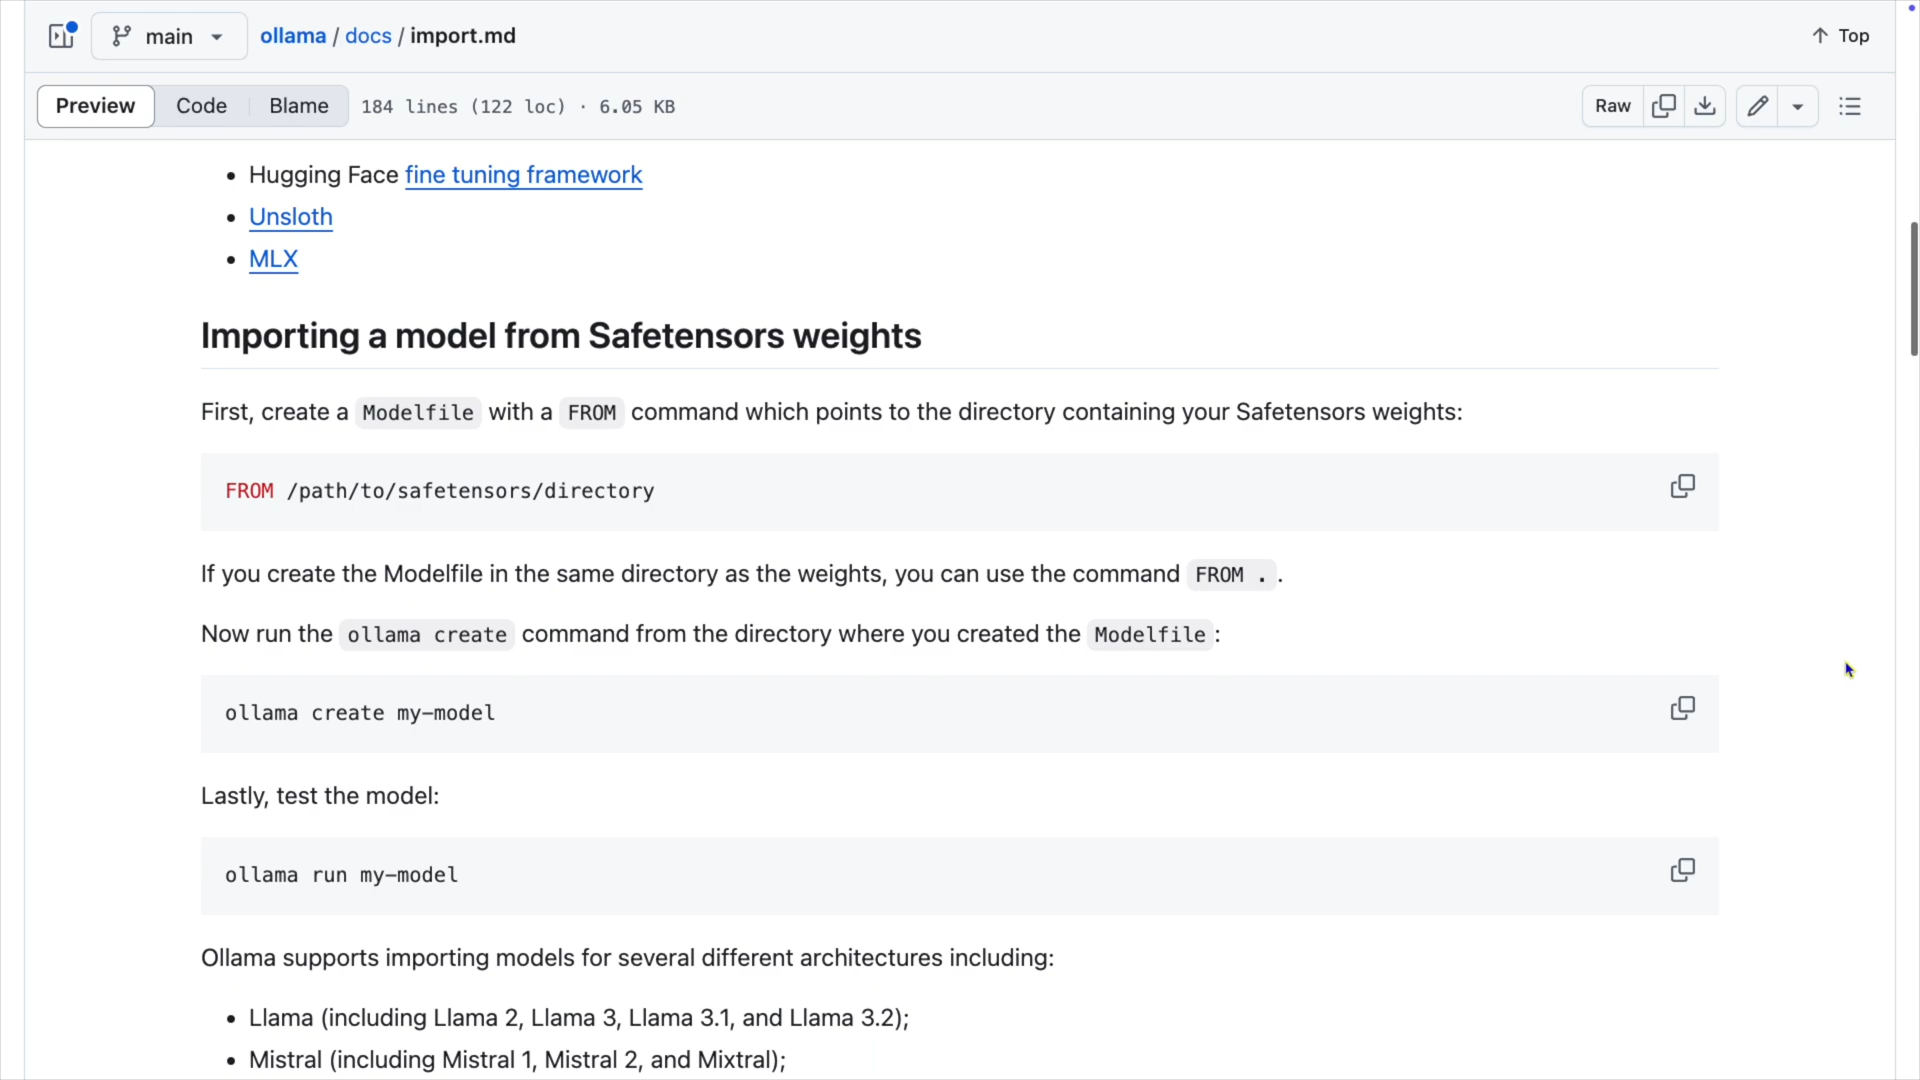 main ollama / docs / import.md Top
Preview Code Blame 184 lines (122 loc) · 6.05 KB Raw
• Hugging Face fine tuning framework
• Unsloth
• MLX
Importing a model from Safetensors weights
First, create a Modelfile with a FROM command which points to the directory containing your Safetensors weights:
FROM /path/to/safetensors/directory
If you create the Modelfile in the same directory as the weights, you can use the command FROM . .
Now run the ollama create command from the directory where you created the Modelfile :
ollama create my-model
Lastly, test the model:
ollama run my-model
Ollama supports importing models for several different architectures including:
• Llama (including Llama 2, Llama 3, Llama 3.1, and Llama 3.2);
• Mistral (including Mistral 1, Mistral 2, and Mixtral);